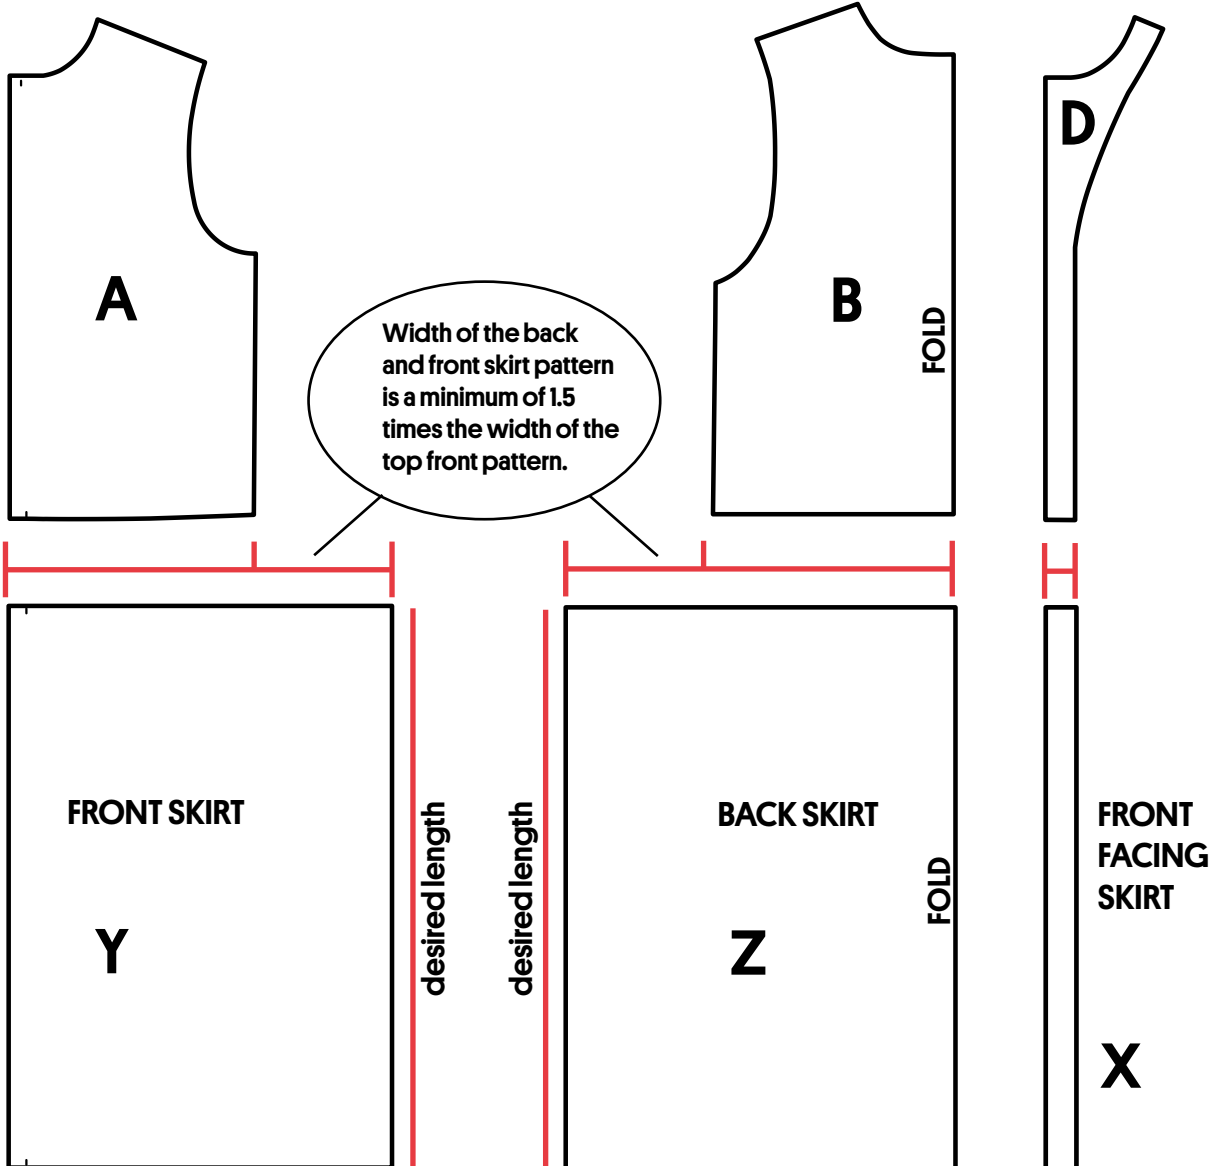 A
B
FOLD
D
Width of the back
and front skirt pattern
is a minimum of 1.5
times the width of the
top front pattern.
FRONT SKIRT
Y
desired length
desired length
BACK SKIRT
FOLD
Z
FRONT
FACING
SKIRT
X